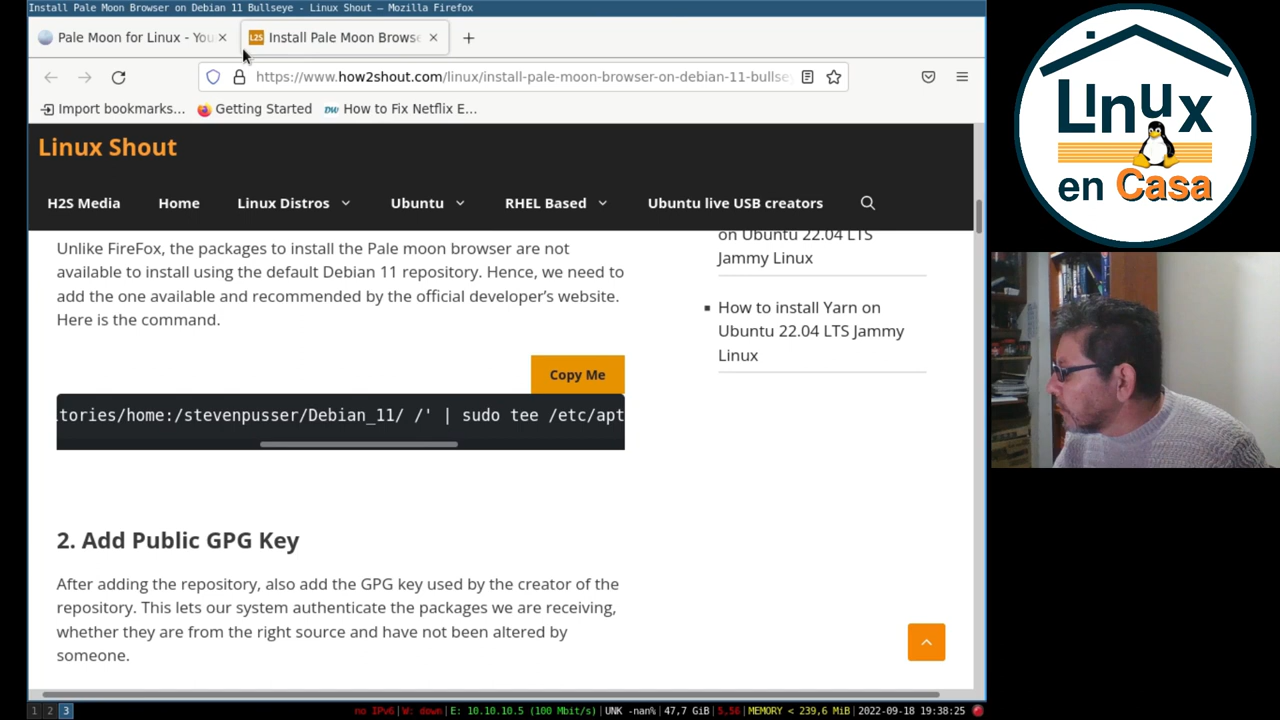 Install Pale Moon Browser on Debian 11 Bullseye - Linux Shout — Mozilla Firefox
Pale Moon for Linux - You
Install Pale Moon Browse
https://www.how2shout.com/linux/install-pale-moon-browser-on-debian-11-bullse
Import bookmarks...
Getting Started
DW How to Fix Netflix E...
Linux Shout
H2S Media
Home
Linux Distros
Ubuntu
RHEL Based
Ubuntu live USB creators
Unlike FireFox, the packages to install the Pale moon browser are not
available to install using the default Debian 11 repository. Hence, we need to
add the one available and recommended by the official developer’s website.
Here is the command.
Copy Me
tories/home:/stevenpusser/Debian_11/ /' | sudo tee /etc/apt
2. Add Public GPG Key
After adding the repository, also add the GPG key used by the creator of the
repository. This lets our system authenticate the packages we are receiving,
whether they are from the right source and have not been altered by
someone.
on Ubuntu 22.04 LTS
Jammy Linux
How to install Yarn on
Ubuntu 22.04 LTS Jammy
Linux
1 2 3
no IPv6|W: down|E: 10.10.10.5 (100 Mbit/s)|UNK -nan%|47,7 GiB|5,56|MEMORY < 239,6 MiB|2022-09-18 19:38:25
Linux
en Casa